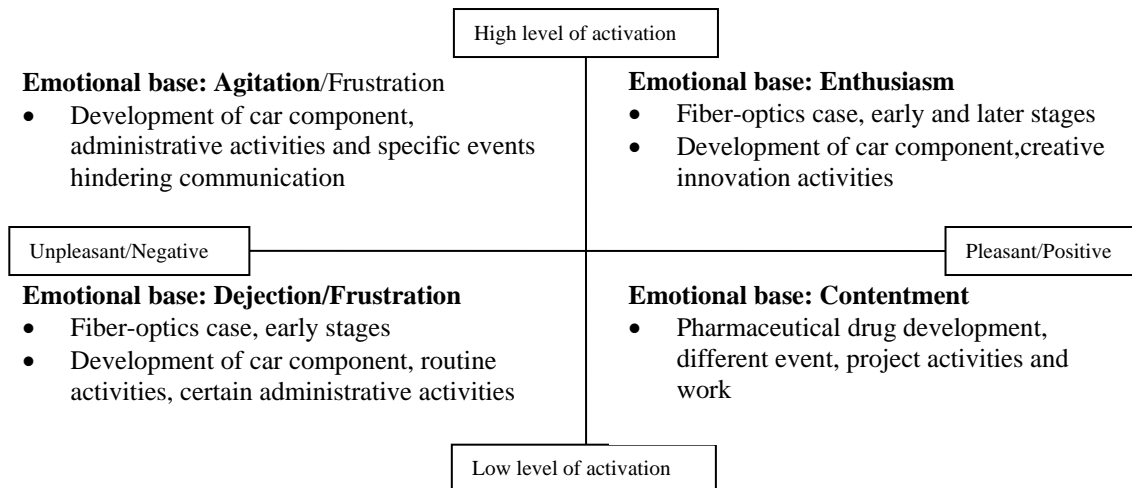 High level of activation
Emotional base: Agitation/Frustration
• Development of car component,
administrative activities and specific events
hindering communication
Emotional base: Enthusiasm
• Fiber-optics case, early and later stages
• Development of car component,creative
innovation activities
Unpleasant/Negative
Pleasant/Positive
Emotional base: Dejection/Frustration
• Fiber-optics case, early stages
• Development of car component, routine
activities, certain administrative activities
Emotional base: Contentment
• Pharmaceutical drug development,
different event, project activities and
work
Low level of activation